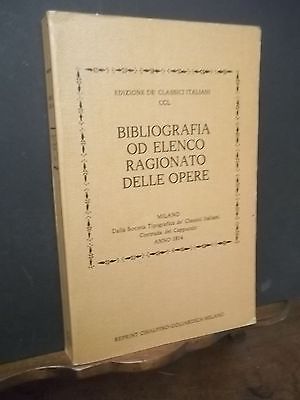 EDIZIONE DE' CLASSICI ITALIANI
CCL
BIBLIOGRAFIA
OD ELENCO
RAGIONATO
DELLE OPERE
MILANO
Dalla Società Tipografica de' Classici Italiani
Contrada del Cappuccio
ANNO 1814
REPRINT CISALPINO-GOLIARDICA-MILANO